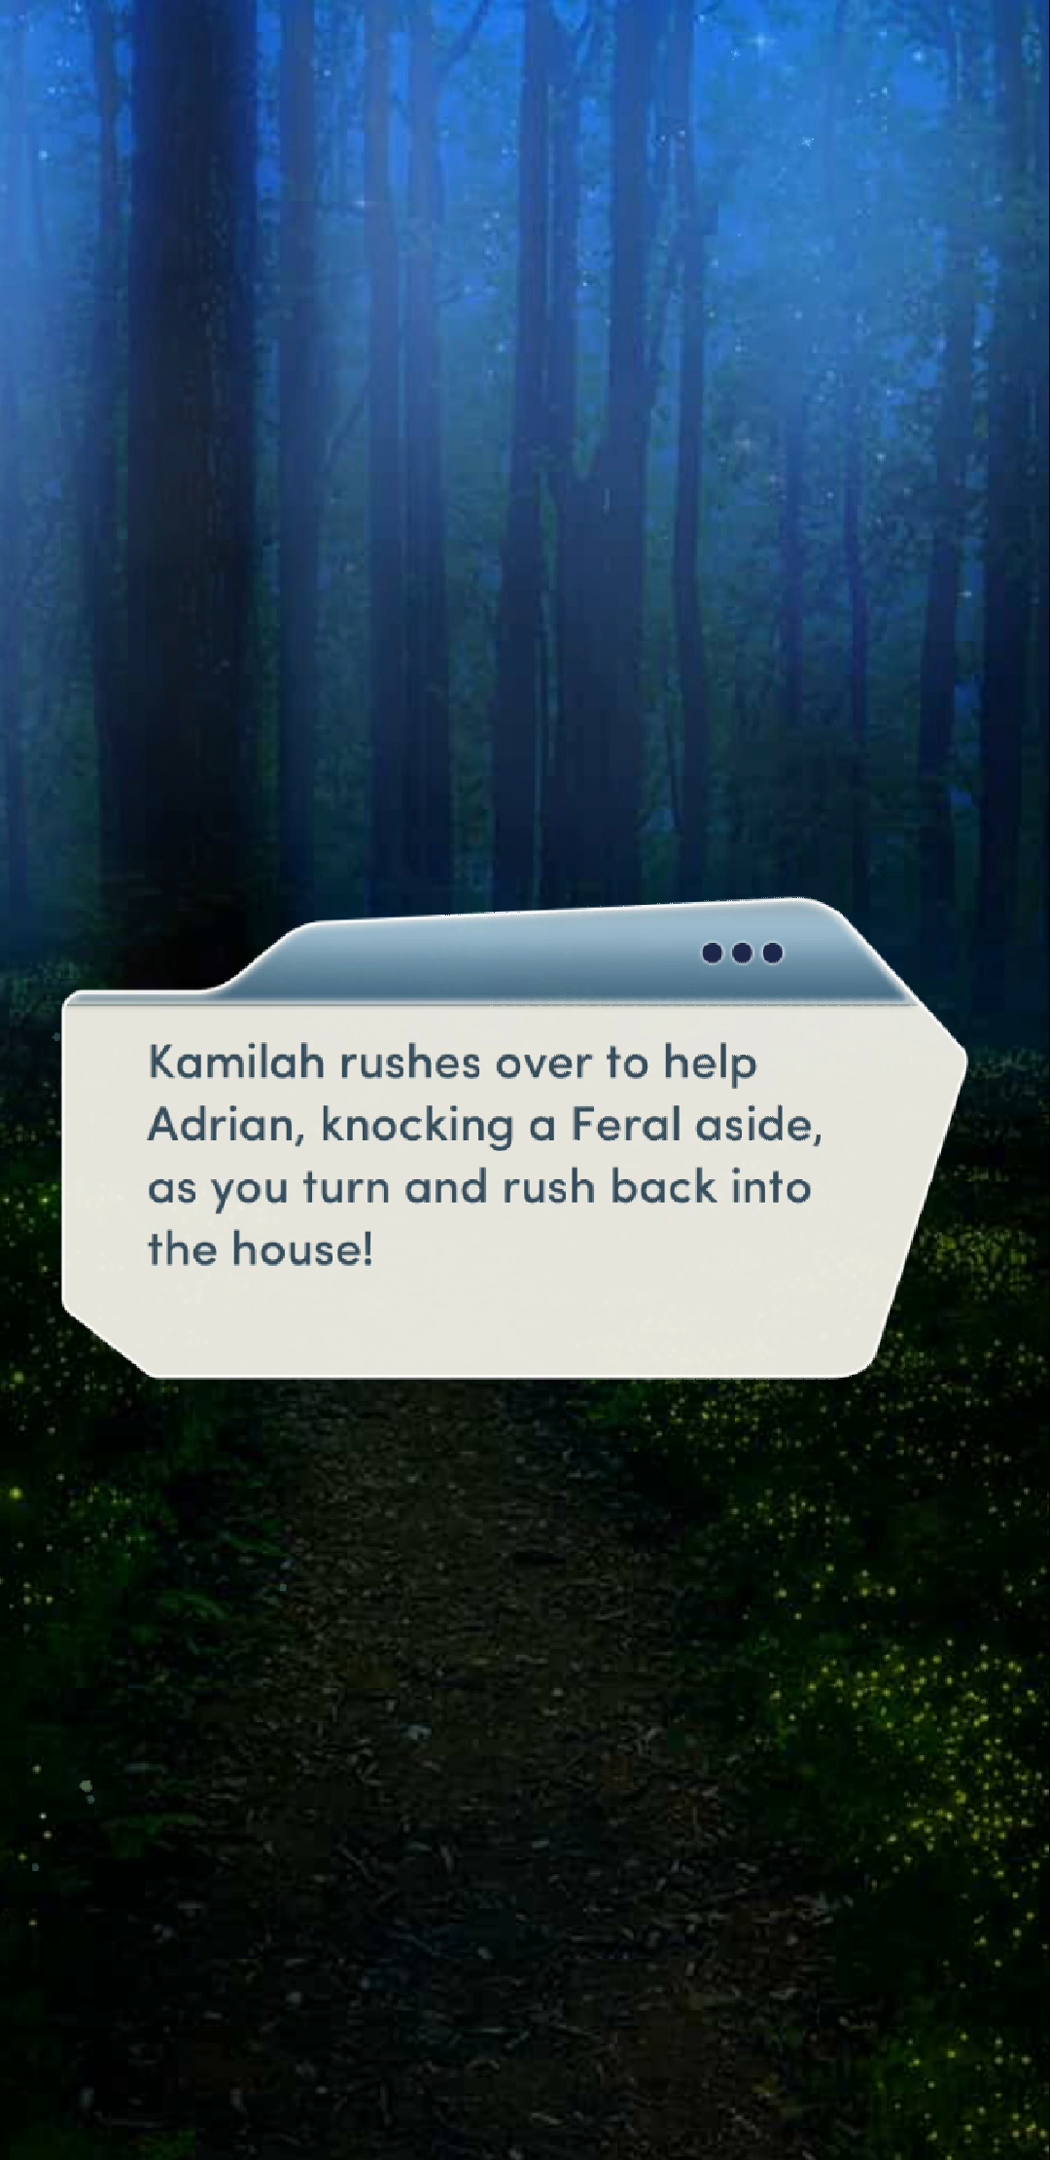 Kamilah rushes over to help
Adrian, knocking a Feral aside,
as you turn and rush back into
the house!